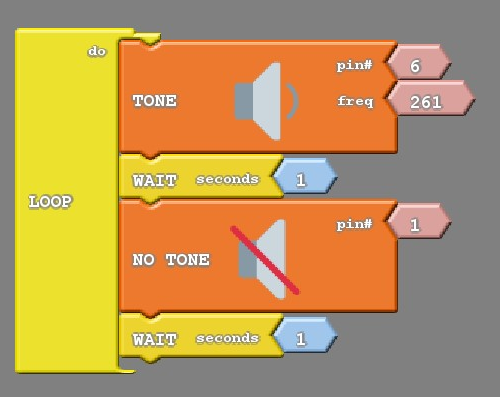 do
pin# 6
TONE freq 261
WAIT seconds 1
LOOP
pin# 1
NO TONE
WAIT seconds 1